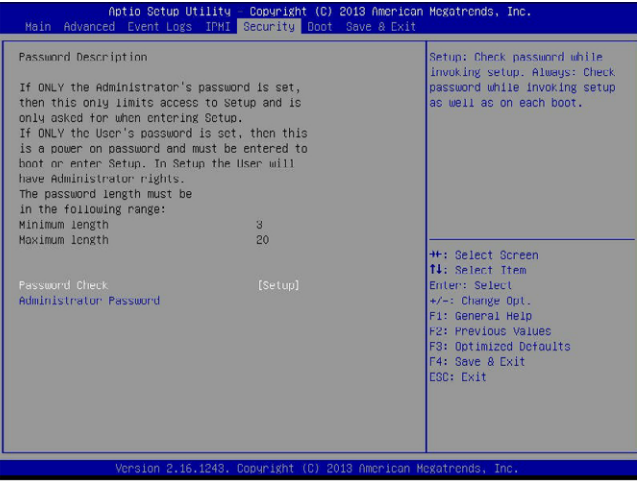 Aptio Setup Utility - Copyright (C) 2013 American Megatrends, Inc.
Main Advanced Event Logs IPMI Security Boot Save & Exit
Password Description
If ONLY the Administrator's password is set,
then this only limits access to Setup and is
only asked for when entering Setup.
If ONLY the User's password is set, then this
is a power on password and must be entered to
boot or enter Setup. In Setup the User will
have Administrator rights.
The password length must be
in the following range:
Minimum length 3
Maximum length 20
Password Check [Setup]
Administrator Password
Setup: Check password while
invoking setup. Always: Check
password while invoking setup
as well as on each boot.
→←: Select Screen
↑↓: Select Item
Enter: Select
+/-: Change Opt.
F1: General Help
F2: Previous Values
F3: Optimized Defaults
F4: Save & Exit
ESC: Exit
Version 2.16.1243. Copyright (C) 2013 American Megatrends, Inc.